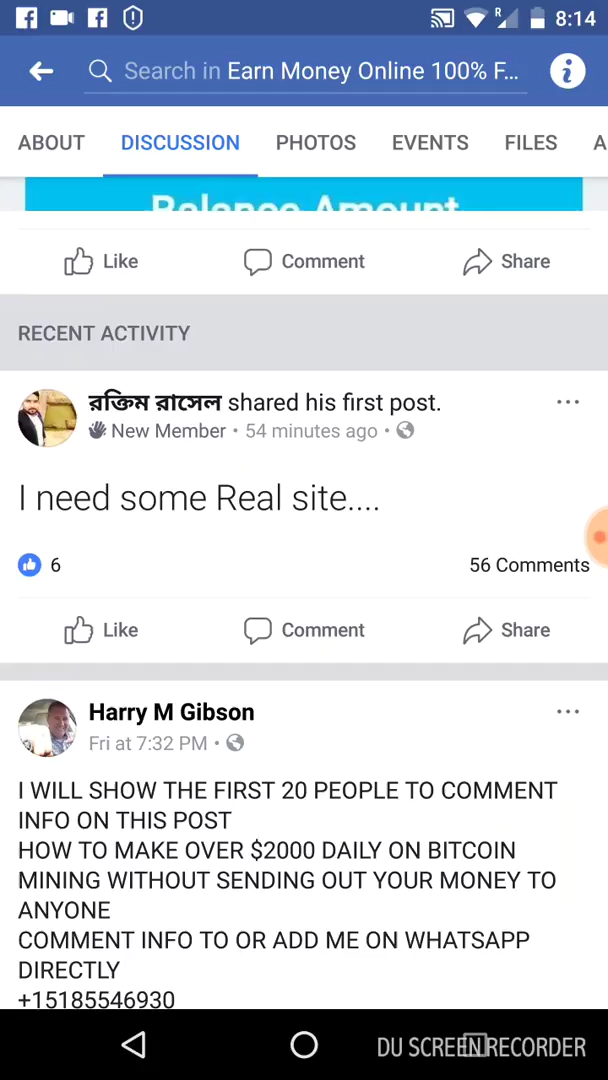 8:14
Search in Earn Money Online 100% F...
ABOUT DISCUSSION PHOTOS EVENTS FILES A
Balance Amount
Like Comment Share
RECENT ACTIVITY
রক্তিম রাসেল shared his first post.
New Member • 54 minutes ago •
I need some Real site....
6 56 Comments
Like Comment Share
Harry M Gibson
Fri at 7:32 PM •
I WILL SHOW THE FIRST 20 PEOPLE TO COMMENT
INFO ON THIS POST
HOW TO MAKE OVER $2000 DAILY ON BITCOIN
MINING WITHOUT SENDING OUT YOUR MONEY TO
ANYONE
COMMENT INFO TO OR ADD ME ON WHATSAPP
DIRECTLY
+15185546930
DU SCREEN RECORDER